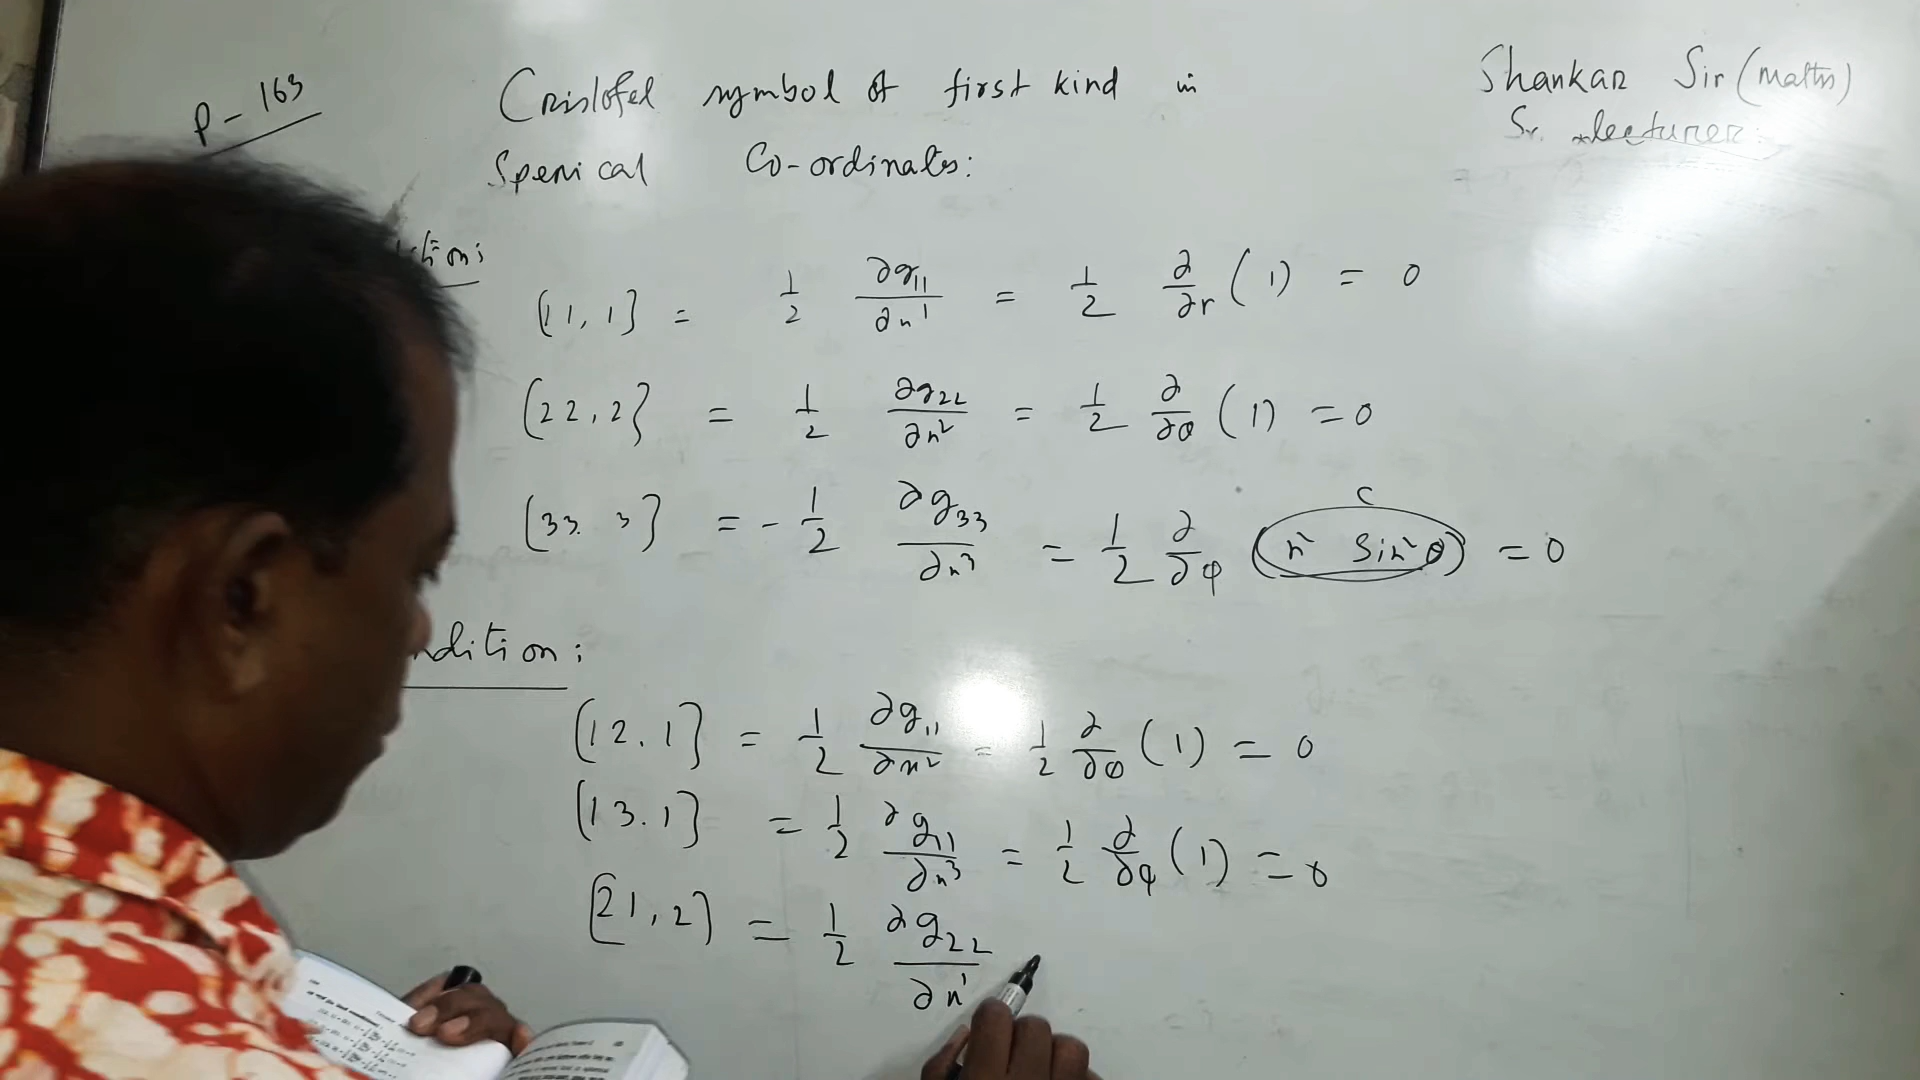 P - 163
Cristofel symbol of first kind in
Sperical Co-ordinates:
Shankar Sir (Maths)
Sr. lecturer
[11, 1] = 1/2 ∂g₁₁/∂x¹ = 1/2 ∂/∂r (1) = 0
[22, 2] = 1/2 ∂g₂₂/∂x² = 1/2 ∂/∂θ (1) = 0
[33. 3] = - 1/2 ∂g₃₃/∂x³ = 1/2 ∂/∂φ (r² sin²θ) = 0
c
ndition:
[12. 1] = 1/2 ∂g₁₁/∂x² = 1/2 ∂/∂θ (1) = 0
[13. 1] = 1/2 ∂g₁₁/∂x³ = 1/2 ∂/∂φ (1) = 0
[21, 2] = 1/2 ∂g₂₂/∂x¹